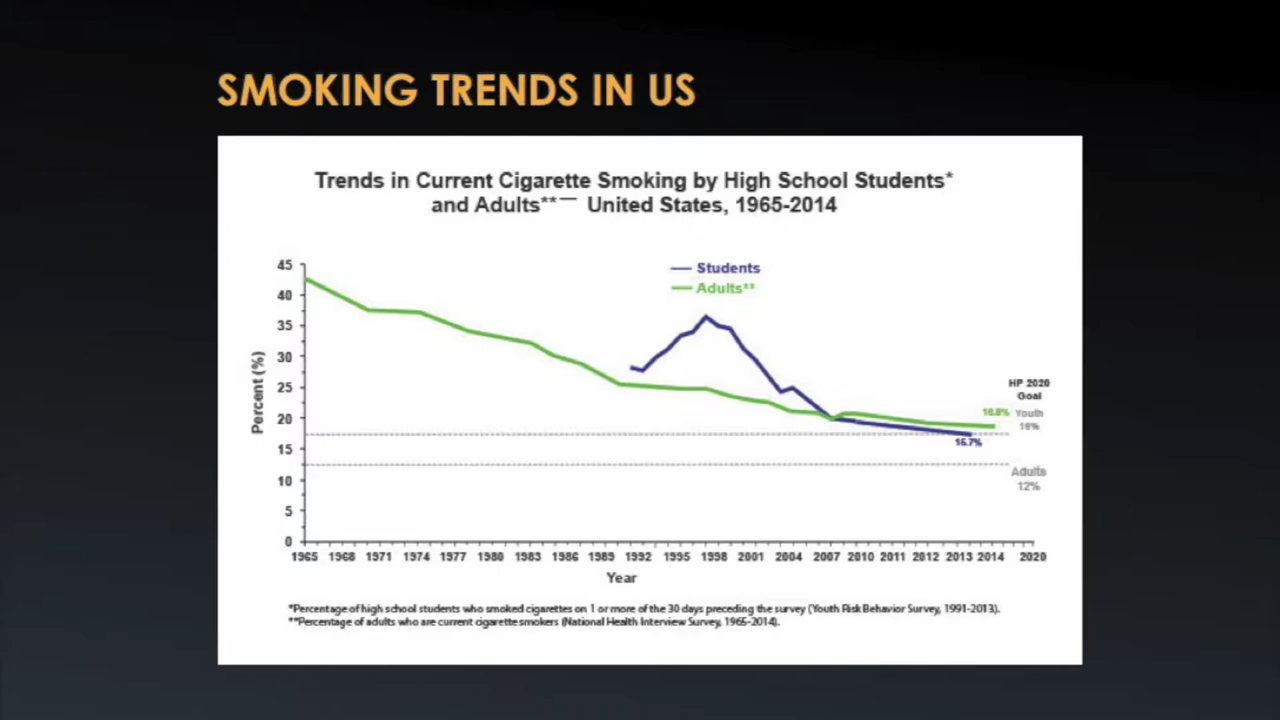 SMOKING TRENDS IN US
Trends in Current Cigarette Smoking by High School Students*
and Adults**— United States, 1965-2014
Students
Adults**
45
40
35
30
25
20
15
10
5
0
Percent (%)
HP 2020
Goal
16.8%
Youth
16%
15.7%
Adults
12%
1965 1968 1971 1974 1977 1980 1983 1986 1989 1992 1995 1998 2001 2004 2007 2010 2011 2012 2013 2014 2020
Year
*Percentage of high school students who smoked cigarettes on 1 or more of the 30 days preceding the survey (Youth Risk Behavior Survey, 1991-2013).
**Percentage of adults who are current cigarette smokers (National Health Interview Survey, 1965-2014).